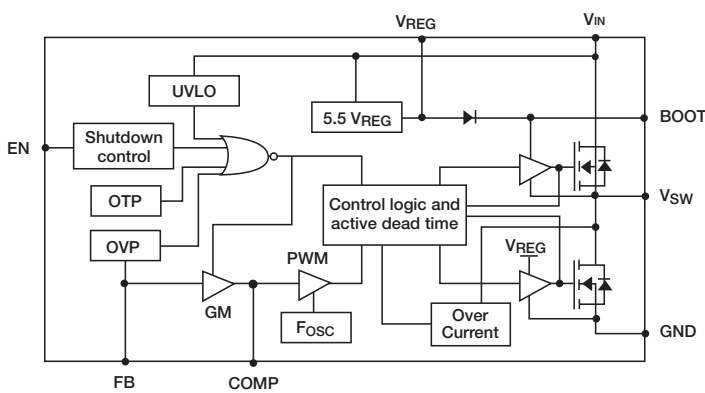 VREG
VIN
UVLO
5.5 VREG
BOOT
EN
Shutdown
control
OTP
Control logic and
active dead time
VSW
OVP
PWM
VREG
GM
FOSC
Over
Current
GND
FB
COMP